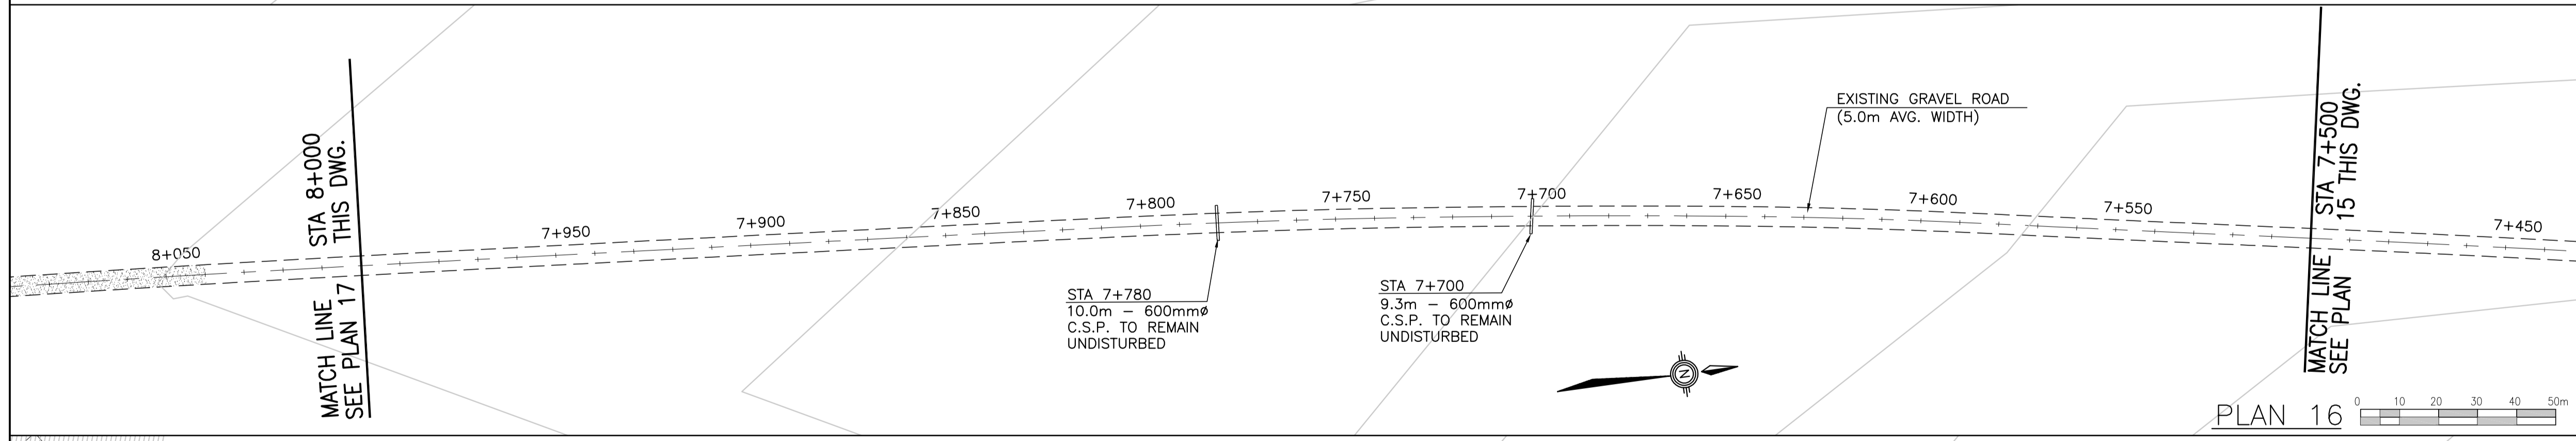 MATCH LINE STA 8+000
SEE PLAN 17 THIS DWG.
8+050
7+950
7+900
7+850
7+800
7+750
7+700
7+650
7+600
7+550
7+450
EXISTING GRAVEL ROAD
(5.0m AVG. WIDTH)
STA 7+780
10.0m – 600mmø
C.S.P. TO REMAIN
UNDISTURBED
STA 7+700
9.3m – 600mmø
C.S.P. TO REMAIN
UNDISTURBED
N
MATCH LINE STA 7+500
SEE PLAN 15 THIS DWG.
PLAN 16
0 10 20 30 40 50m